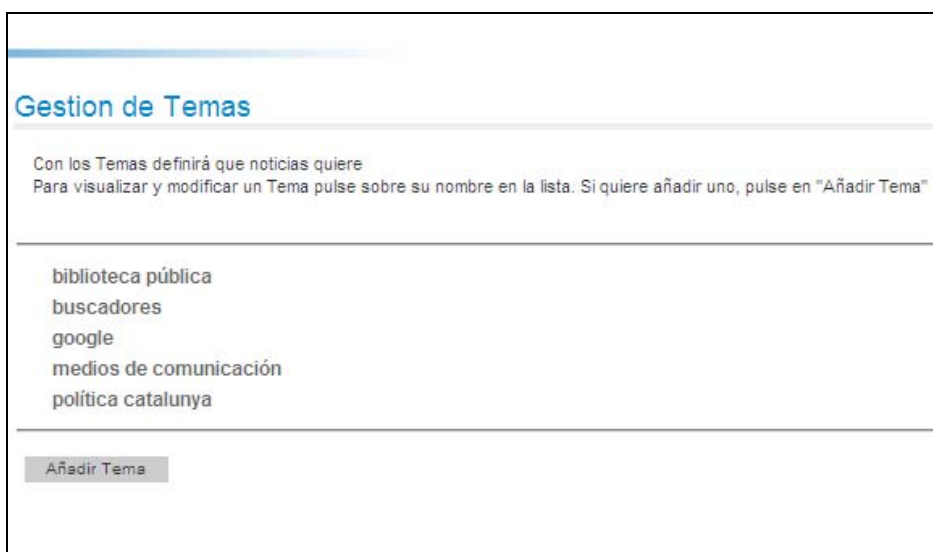 Gestion de Temas
Con los Temas definirá que noticias quiere
Para visualizar y modificar un Tema pulse sobre su nombre en la lista. Si quiere añadir uno, pulse en "Añadir Tema"
biblioteca pública
buscadores
google
medios de comunicación
política catalunya
Añadir Tema